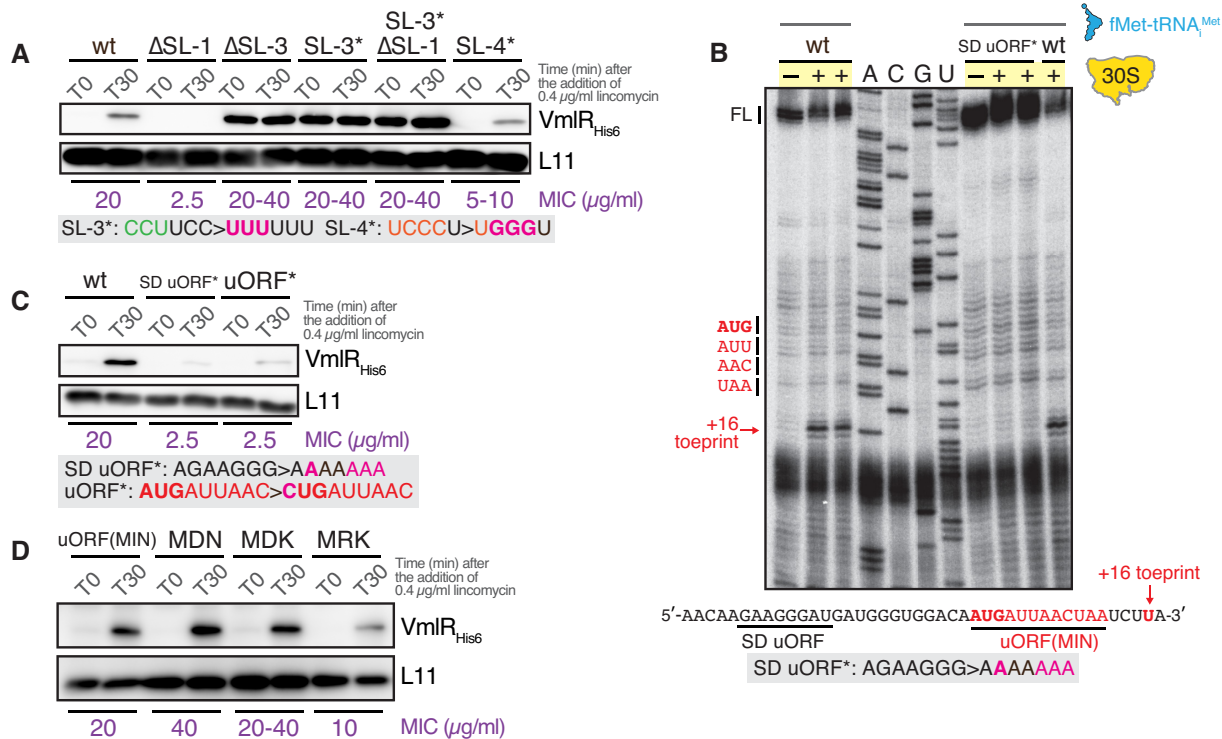 A
wt ΔSL-1 ΔSL-3 SL-3* SL-3* ΔSL-1 SL-4*
T0 T30 T0 T30 T0 T30 T0 T30 T0 T30 T0 T30
Time (min) after
the addition of
0.4 µg/ml lincomycin
VmlRHis6
L11
20 2.5 20-40 20-40 20-40 5-10 MIC (µg/ml)
SL-3*: CCUUCC>UUUUUU SL-4*: UCCCU>UGGGU
C
wt SD uORF* uORF*
T0 T30 T0 T30 T0 T30
Time (min) after
the addition of
0.4 µg/ml lincomycin
VmlRHis6
L11
20 2.5 2.5 MIC (µg/ml)
SD uORF*: AGAAGGG>AAAAAAA
uORF*: AUGAUUAAC>CUGAUUAAC
D
uORF(MIN) MDN MDK MRK
T0 T30 T0 T30 T0 T30 T0 T30
Time (min) after
the addition of
0.4 µg/ml lincomycin
VmlRHis6
L11
20 40 20-40 10 MIC (µg/ml)
B
fMet-tRNAiMet
wt SD uORF* wt
– + + A C G U – + + +
30S
FL
AUG
AUU
AAC
UAA
+16
toeprint
+16 toeprint
5′-AACAAGAAGGGAUGAUGGGUGGACAAUGAUUAACUAAUCUUA-3′
SD uORF uORF(MIN)
SD uORF*: AGAAGGG>AAAAAAA